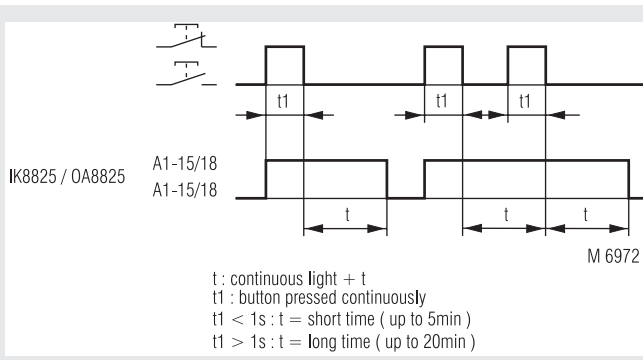 t1
t1
t1
A1-15/18
IK8825 / OA8825
A1-15/18
t
t
t
M 6972
t : continuous light + t
t1 : button pressed continuously
t1 < 1s : t = short time ( up to 5min )
t1 > 1s : t = long time ( up to 20min )